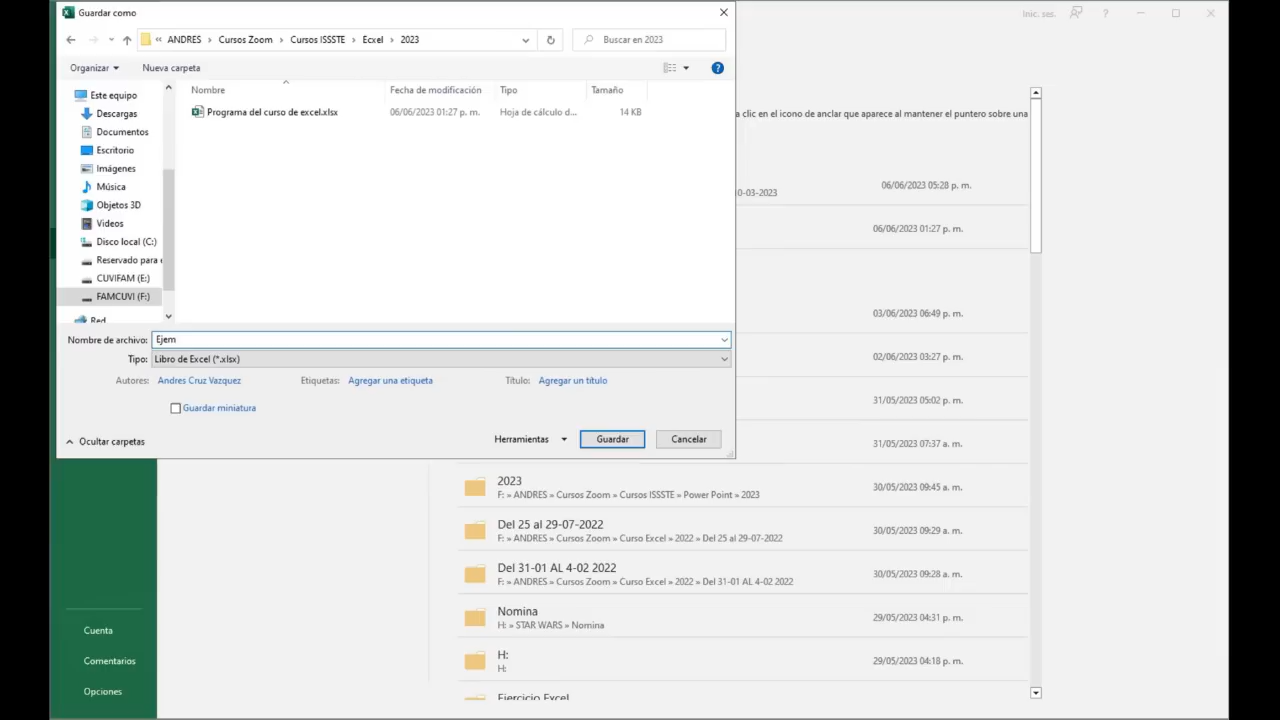 Guardar como
Inic. ses.
?
« ANDRES › Cursos Zoom › Cursos ISSSTE › Ecxel › 2023
Buscar en 2023
Organizar
Nueva carpeta
?
Este equipo
Descargas
Documentos
Escritorio
Imágenes
Música
Objetos 3D
Videos
Disco local (C:)
Reservado para
CUVIFAM (E:)
FAMCUVI (F:)
Red
Nombre
Fecha de modificación
Tipo
Tamaño
Programa del curso de excel.xlsx
06/06/2023 01:27 p. m.
Hoja de cálculo d...
14 KB
Nombre de archivo: Ejem
Tipo: Libro de Excel (*.xlsx)
Autores: Andres Cruz Vazquez
Etiquetas: Agregar una etiqueta
Título: Agregar un título
Guardar miniatura
Ocultar carpetas
Herramientas
Guardar
Cancelar
a clic en el icono de anclar que aparece al mantener el puntero sobre una
0-03-2023
06/06/2023 05:28 p. m.
06/06/2023 01:27 p. m.
03/06/2023 06:49 p. m.
02/06/2023 03:27 p. m.
31/05/2023 05:02 p. m.
31/05/2023 07:37 a. m.
2023
F: » ANDRES » Cursos Zoom » Cursos ISSSTE » Power Point » 2023
30/05/2023 09:45 a. m.
Del 25 al 29-07-2022
F: » ANDRES » Cursos Zoom » Curso Excel » 2022 » Del 25 al 29-07-2022
30/05/2023 09:29 a. m.
Del 31-01 AL 4-02 2022
F: » ANDRES » Cursos Zoom » Curso Excel » 2022 » Del 31-01 AL 4-02 2022
30/05/2023 09:28 a. m.
Nomina
H: » STAR WARS » Nomina
29/05/2023 04:31 p. m.
H:
H:
29/05/2023 04:18 p. m.
Ejercicio Excel
Cuenta
Comentarios
Opciones